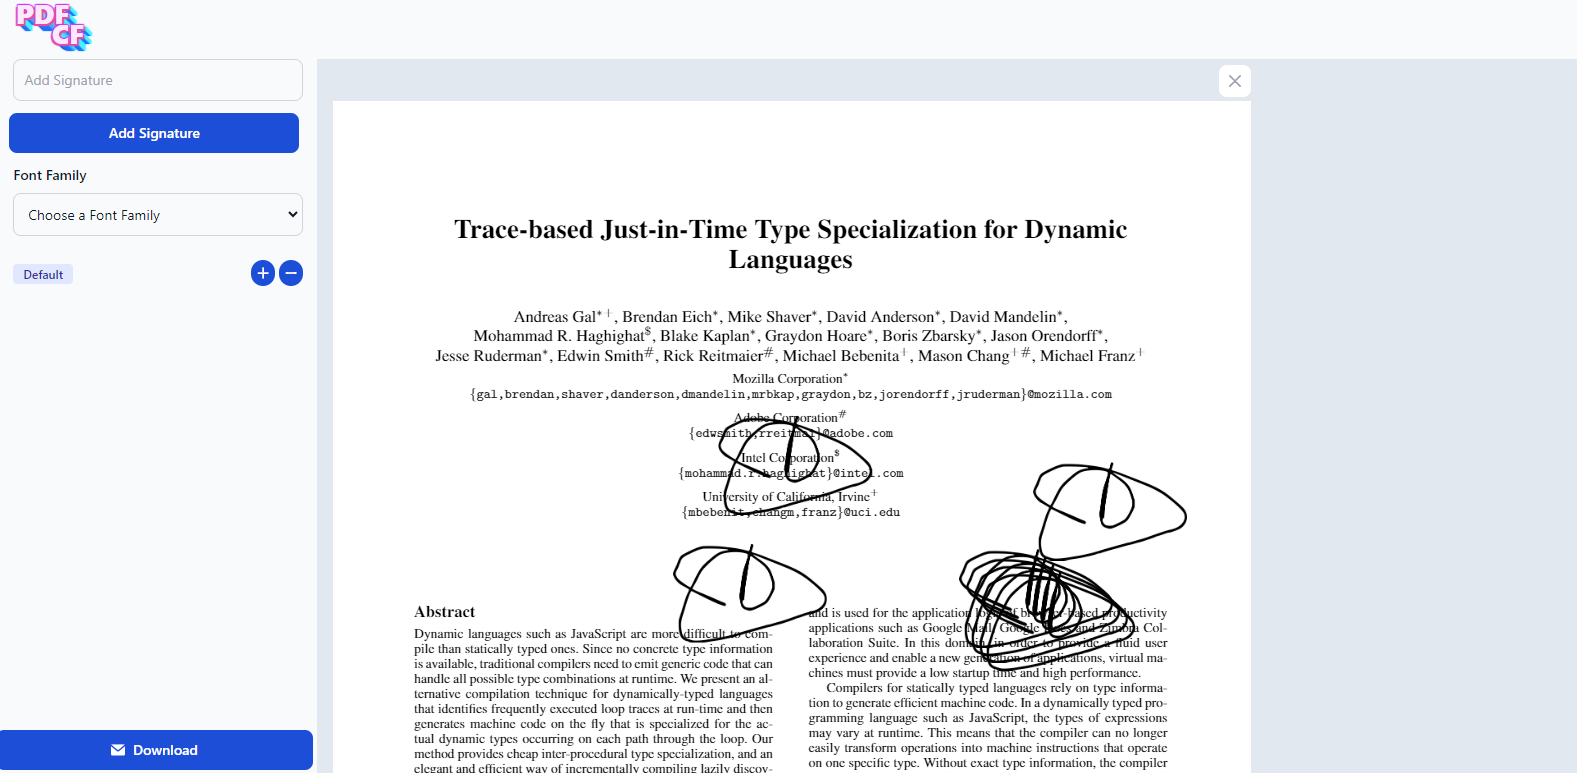 PDF
CF
Add Signature
Add Signature
Font Family
Choose a Font Family
Default
Download
Trace-based Just-in-Time Type Specialization for Dynamic
Languages
Andreas Gal*+, Brendan Eich*, Mike Shaver*, David Anderson*, David Mandelin*,
Mohammad R. Haghighat$, Blake Kaplan*, Graydon Hoare*, Boris Zbarsky*, Jason Orendorff*,
Jesse Ruderman*, Edwin Smith#, Rick Reitmaier#, Michael Bebenita+, Mason Chang+#, Michael Franz+
Mozilla Corporation*
{gal,brendan,shaver,danderson,dmandelin,mrbkap,graydon,bz,jorendorff,jruderman}@mozilla.com
Adobe Corporation#
{edwsmith,rreitmai}@adobe.com
Intel Corporation$
{mohammad.r.haghighat}@intel.com
University of California, Irvine+
{mbebenit,changm,franz}@uci.edu
Abstract
Dynamic languages such as JavaScript are more difficult to com-
pile than statically typed ones. Since no concrete type information
is available, traditional compilers need to emit generic code that can
handle all possible type combinations at runtime. We present an al-
ternative compilation technique for dynamically-typed languages
that identifies frequently executed loop traces at run-time and then
generates machine code on the fly that is specialized for the ac-
tual dynamic types occurring on each path through the loop. Our
method provides cheap inter-procedural type specialization, and an
elegant and efficient way of incrementally compiling lazily discov-
and is used for the application logic of browser-based productivity
applications such as Google Mail, Google Docs and Zimbra Col-
laboration Suite. In this domain, in order to provide a fluid user
experience and enable a new generation of applications, virtual ma-
chines must provide a low startup time and high performance.
Compilers for statically typed languages rely on type informa-
tion to generate efficient machine code. In a dynamically typed pro-
gramming language such as JavaScript, the types of expressions
may vary at runtime. This means that the compiler can no longer
easily transform operations into machine instructions that operate
on one specific type. Without exact type information, the compiler